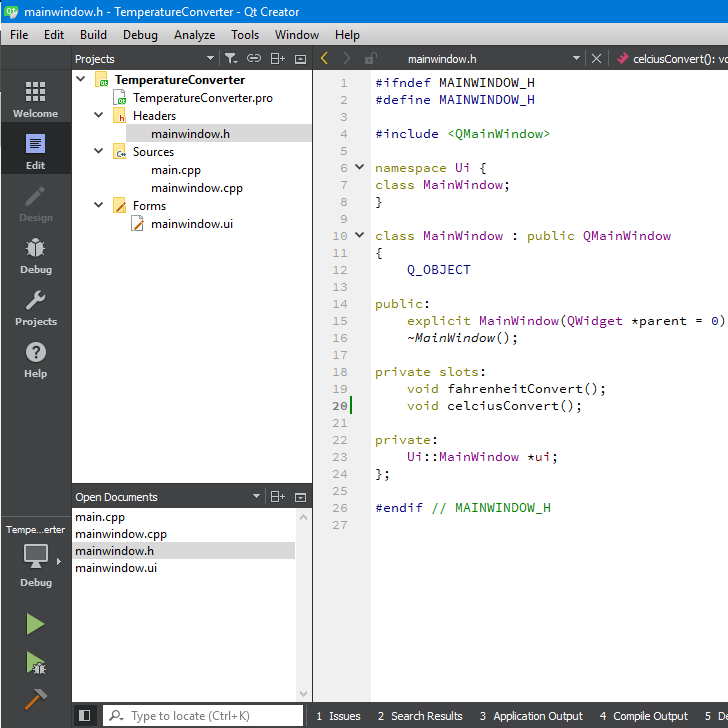 mainwindow.h - TemperatureConverter - Qt Creator
File Edit Build Debug Analyze Tools Window Help
Projects
mainwindow.h
celciusConvert(): vo
Welcome
Edit
Design
Debug
Projects
Help
TemperatureConverter
TemperatureConverter.pro
Headers
mainwindow.h
Sources
main.cpp
mainwindow.cpp
Forms
mainwindow.ui
1 #ifndef MAINWINDOW_H
2 #define MAINWINDOW_H
3
4 #include <QMainWindow>
5
6 namespace Ui {
7 class MainWindow;
8 }
9
10 class MainWindow : public QMainWindow
11 {
12 Q_OBJECT
13
14 public:
15 explicit MainWindow(QWidget *parent = 0)
16 ~MainWindow();
17
18 private slots:
19 void fahrenheitConvert();
20 void celciusConvert();
21
22 private:
23 Ui::MainWindow *ui;
24 };
25
26 #endif // MAINWINDOW_H
27
Open Documents
main.cpp
mainwindow.cpp
mainwindow.h
mainwindow.ui
Tempe...erter
Debug
Type to locate (Ctrl+K)
1 Issues 2 Search Results 3 Application Output 4 Compile Output 5 De